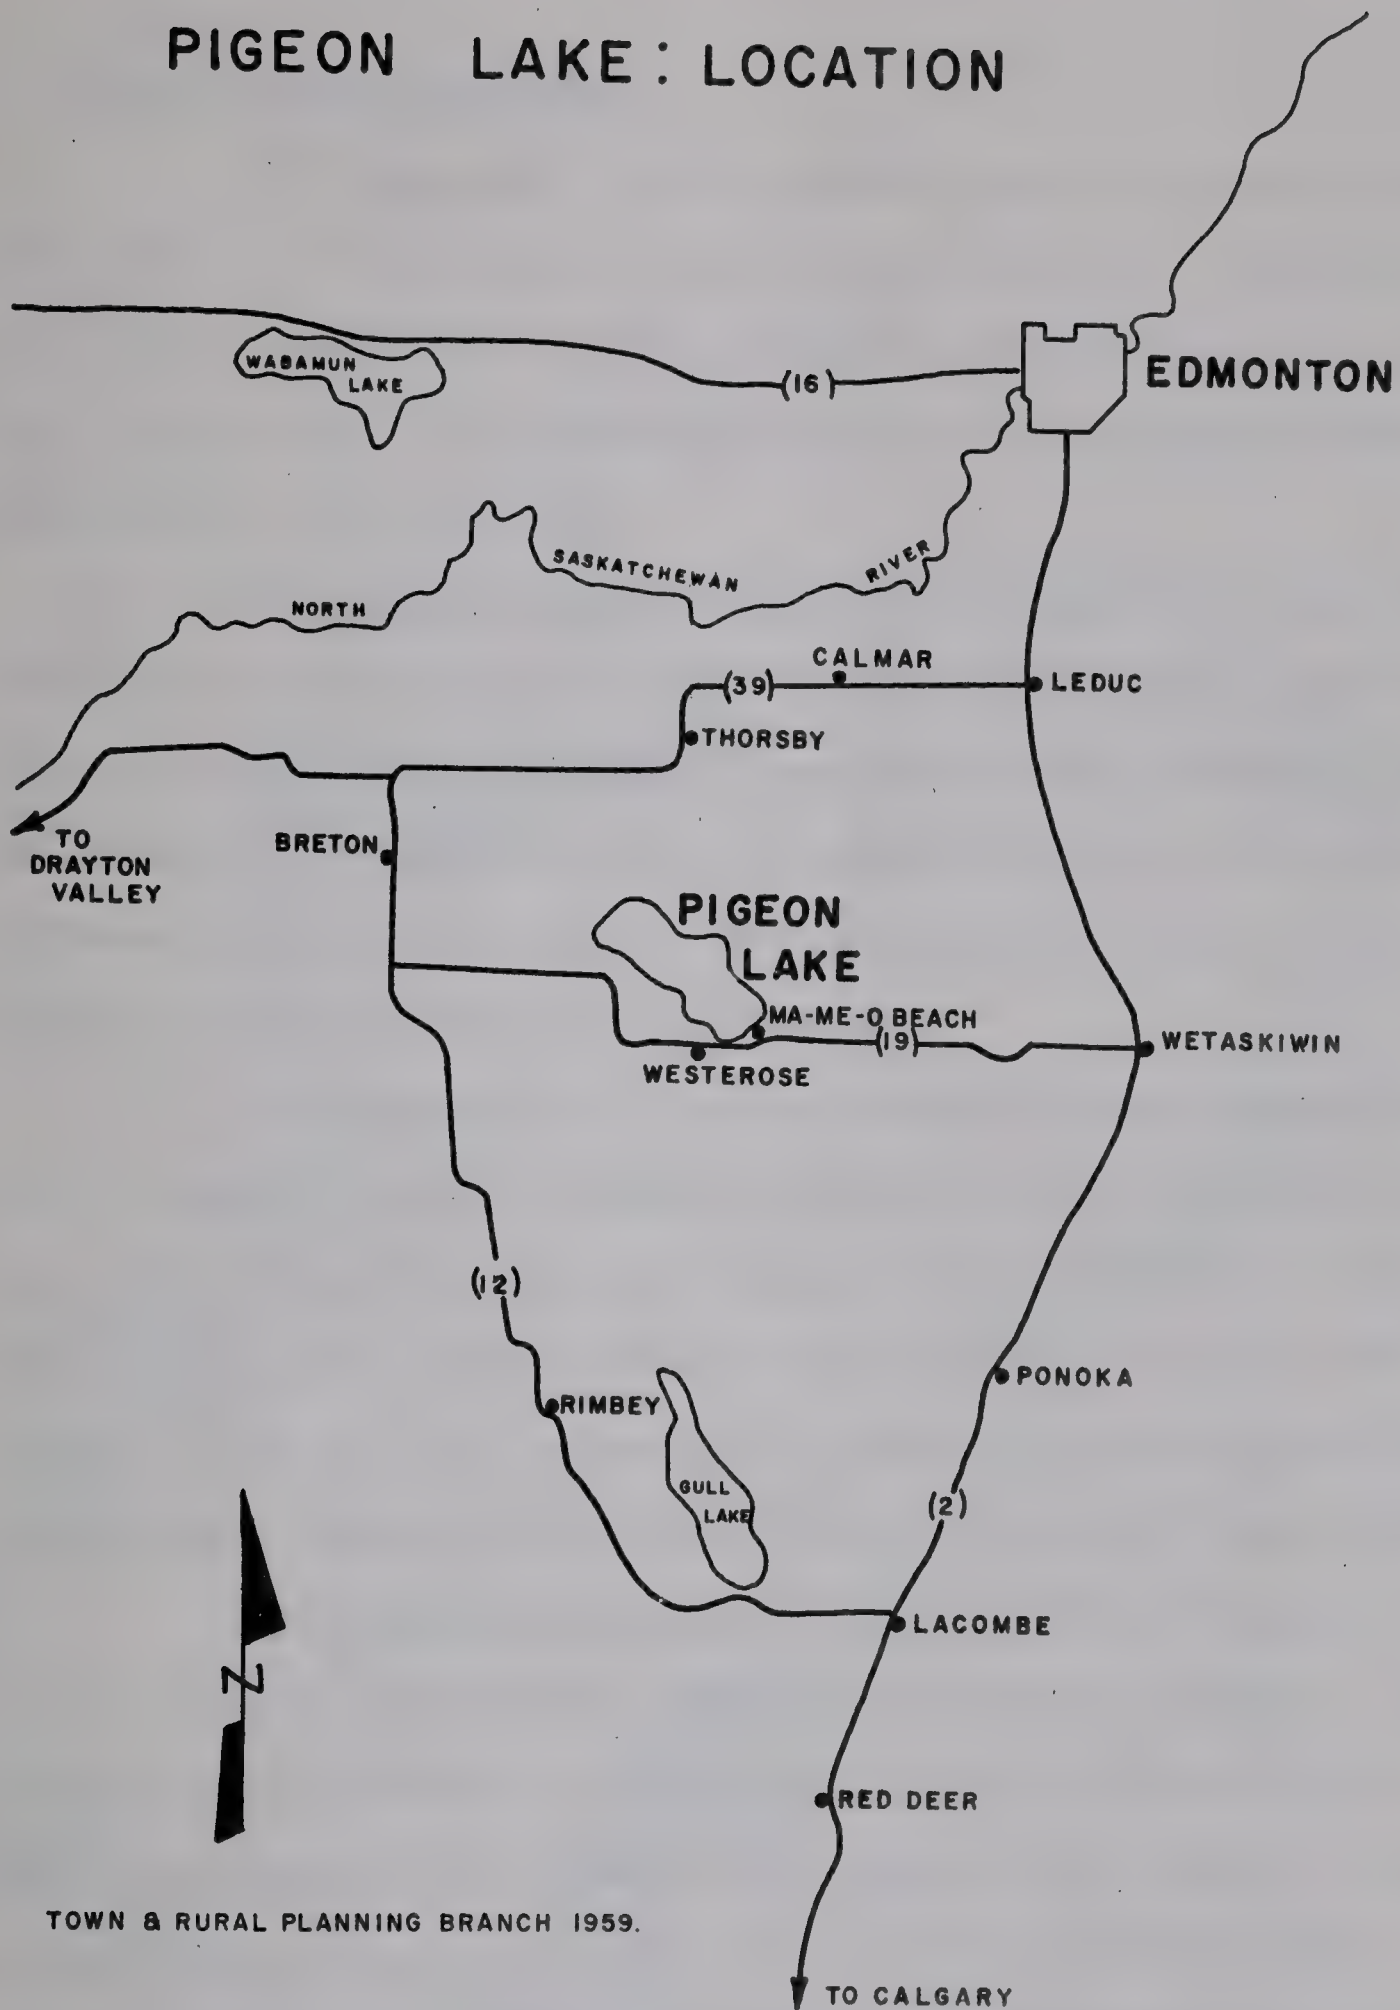 PIGEON LAKE: LOCATION
WABAMUN
LAKE
(16)
EDMONTON
SASKATCHEWAN
RIVER
NORTH
CALMAR
(39)
LEDUC
THORSBY
TO
DRAYTON
VALLEY
BRETON
PIGEON
LAKE
MA-ME-O BEACH
(19)
WETASKIWIN
WESTEROSE
(12)
PONOKA
RIMBEY
GULL
LAKE
(2)
LACOMBE
N
RED DEER
TOWN & RURAL PLANNING BRANCH 1959.
TO CALGARY